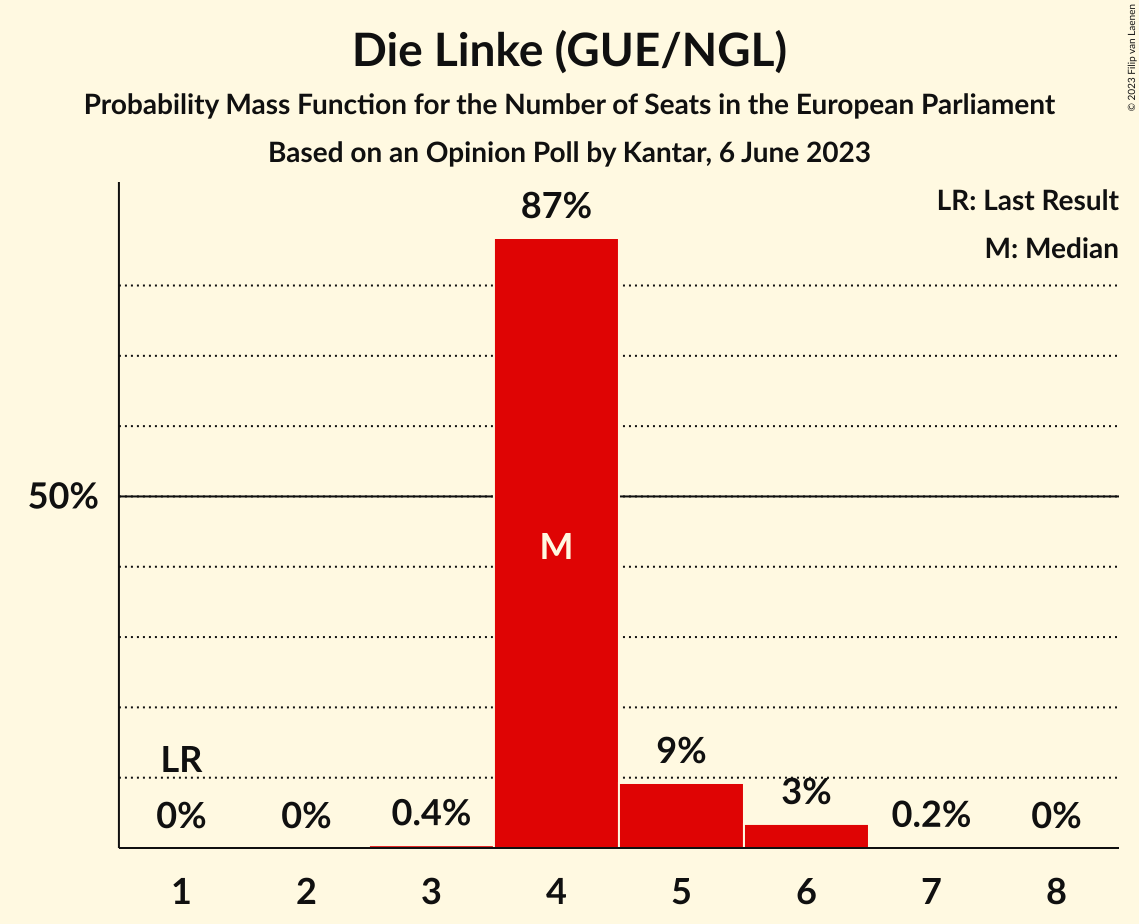 Die Linke (GUE/NGL)
Probability Mass Function for the Number of Seats in the European Parliament
Based on an Opinion Poll by Kantar, 6 June 2023
© 2023 Filip van Laenen
LR: Last Result
M: Median
87%
50%
M
LR
0%
0%
0.4%
9%
3%
0.2%
0%
1 2 3 4 5 6 7 8